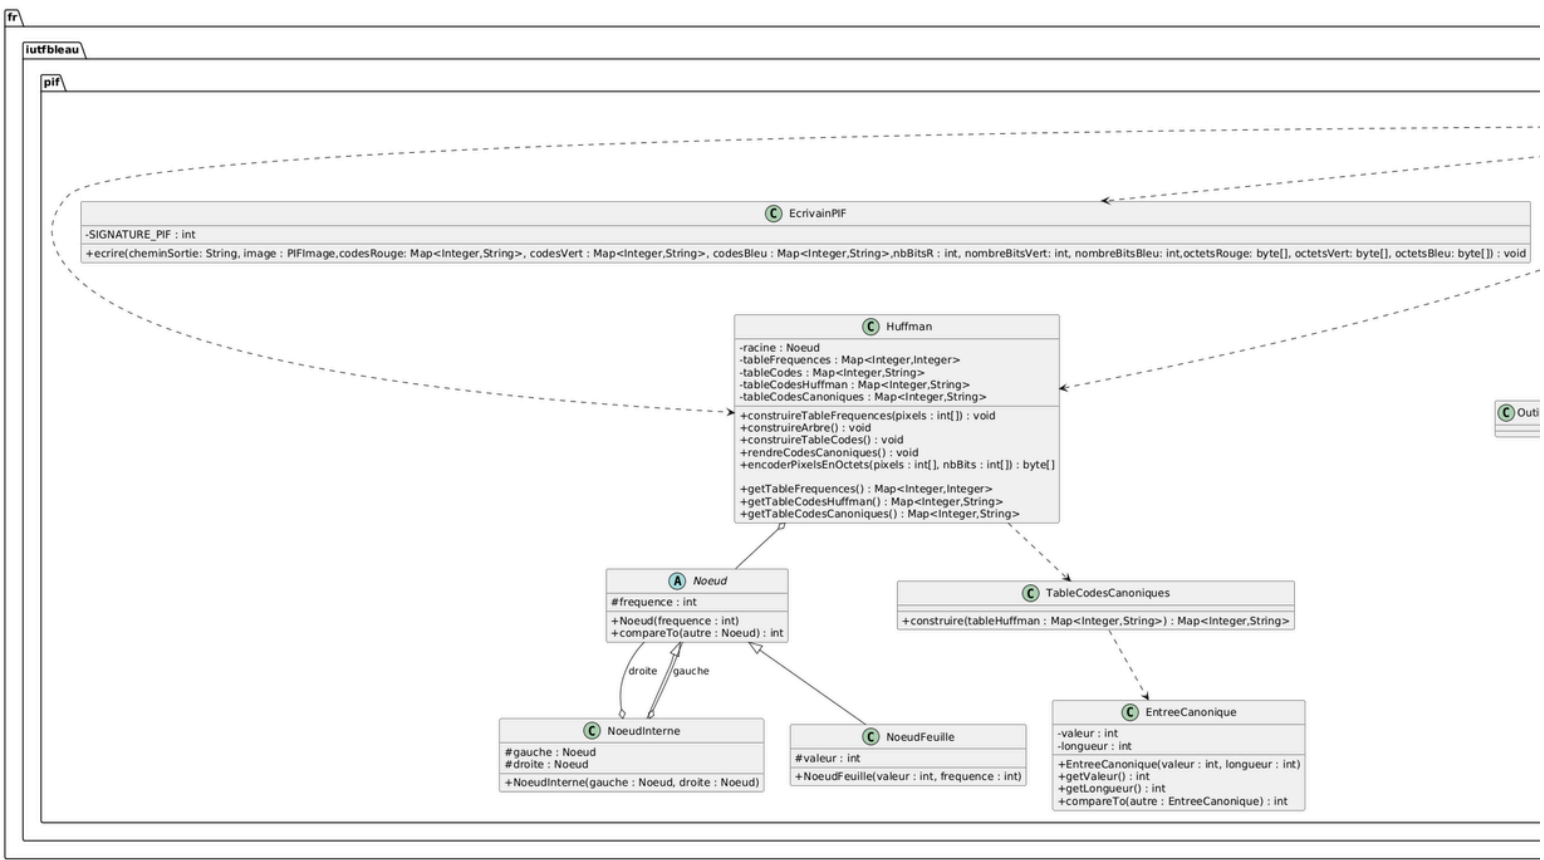 fr
iutfbleau
pif
C EcrivainPIF
-SIGNATURE_PIF : int
+ecrire(cheminSortie: String, image : PIFImage,codesRouge: Map<Integer,String>, codesVert : Map<Integer,String>, codesBleu : Map<Integer,String>,nbBitsR : int, nombreBitsVert: int, nombreBitsBleu: int,octetsRouge: byte[], octetsVert: byte[], octetsBleu: byte[]) : void
C Huffman
-racine : Noeud
-tableFrequences : Map<Integer,Integer>
-tableCodes : Map<Integer,String>
-tableCodesHuffman : Map<Integer,String>
-tableCodesCanoniques : Map<Integer,String>
+construireTableFrequences(pixels : int[]) : void
+construireArbre() : void
+construireTableCodes() : void
+rendreCodesCanoniques() : void
+encoderPixelsEnOctets(pixels : int[], nbBits : int[]) : byte[]
+getTableFrequences() : Map<Integer,Integer>
+getTableCodesHuffman() : Map<Integer,String>
+getTableCodesCanoniques() : Map<Integer,String>
C Outi
A Noeud
#frequence : int
+Noeud(frequence : int)
+compareTo(autre : Noeud) : int
C TableCodesCanoniques
+construire(tableHuffman : Map<Integer,String>) : Map<Integer,String>
droite
gauche
C NoeudInterne
#gauche : Noeud
#droite : Noeud
+NoeudInterne(gauche : Noeud, droite : Noeud)
C NoeudFeuille
#valeur : int
+NoeudFeuille(valeur : int, frequence : int)
C EntreeCanonique
-valeur : int
-longueur : int
+EntreeCanonique(valeur : int, longueur : int)
+getValeur() : int
+getLongueur() : int
+compareTo(autre : EntreeCanonique) : int